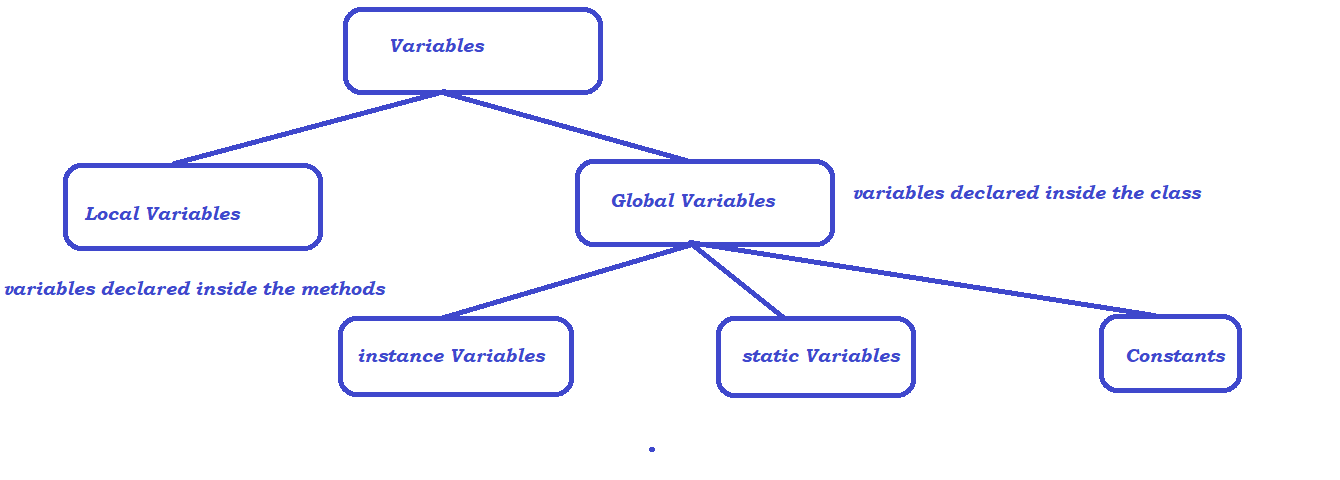 Variables
Local Variables
Global Variables
variables declared inside the class
variables declared inside the methods
instance Variables
static Variables
Constants